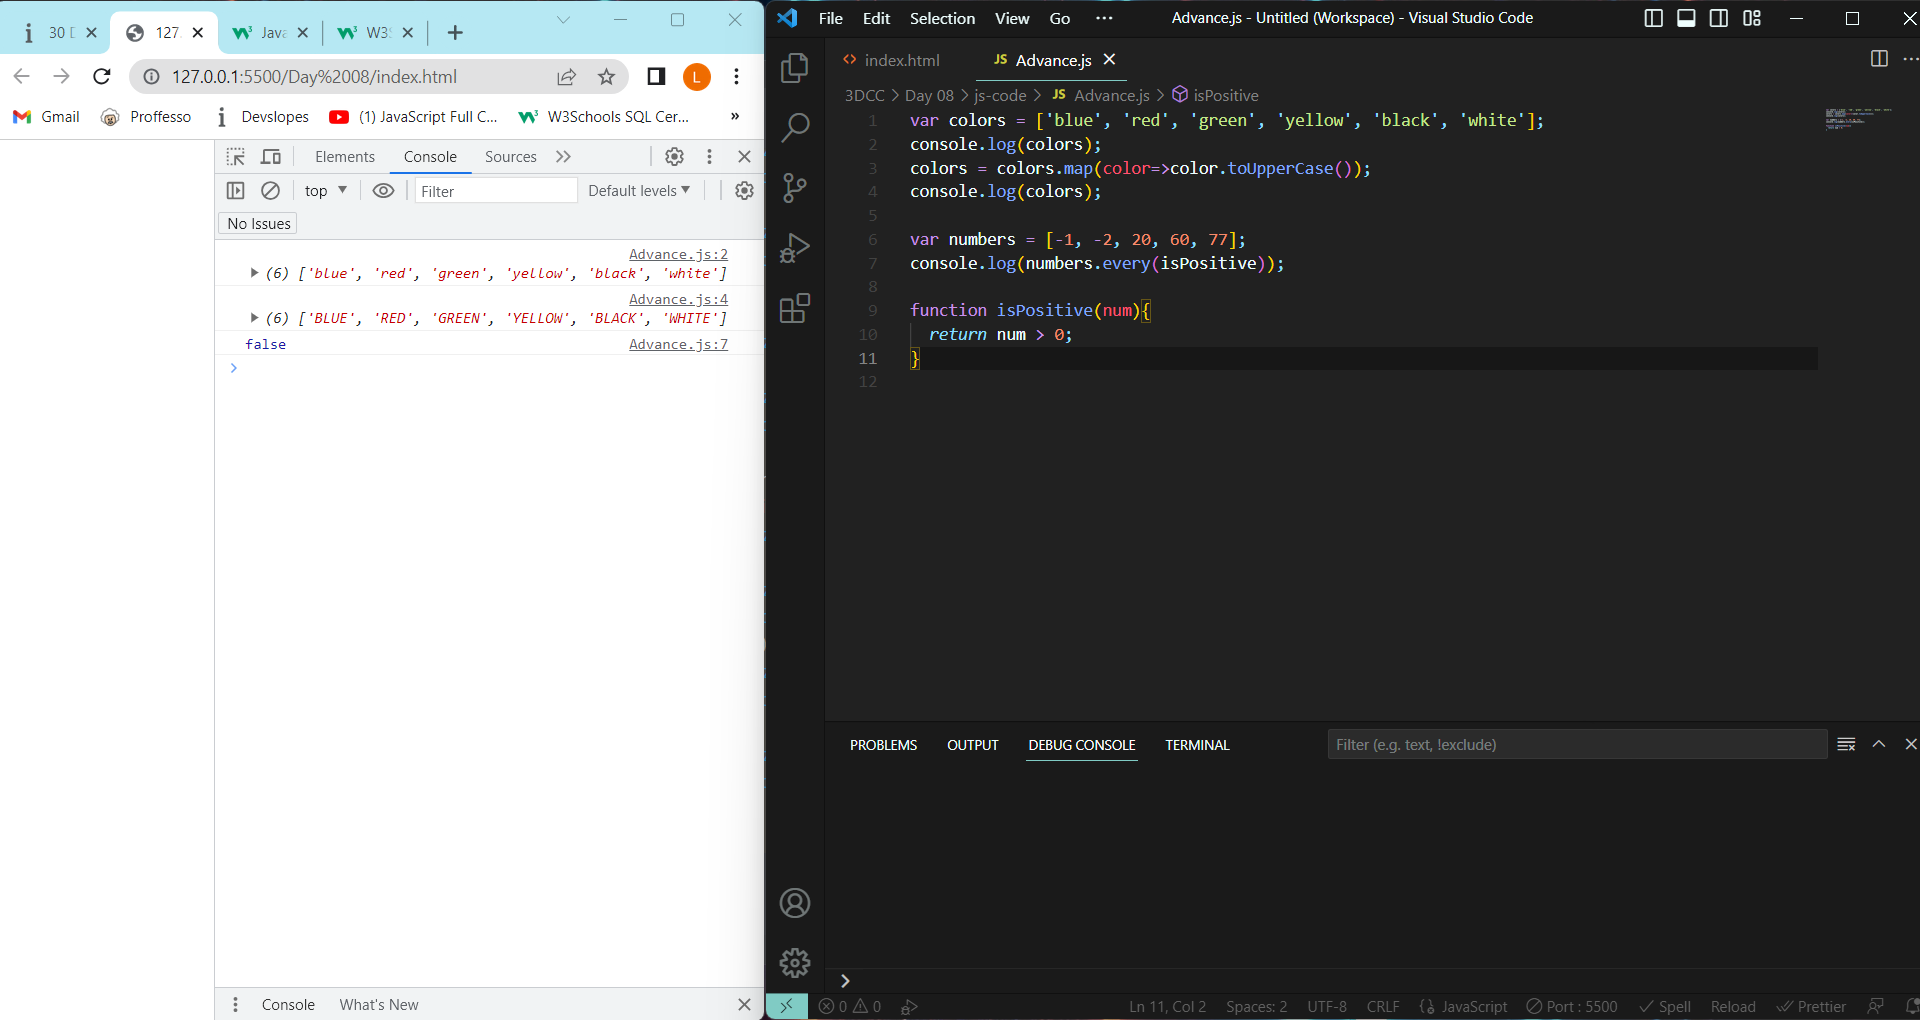 30 D
127.
Java
W3S
127.0.0.1:5500/Day%2008/index.html
L
Gmail
Proffesso
Devslopes
(1) JavaScript Full C...
W3Schools SQL Cer...
»
Elements
Console
Sources
top
Filter
Default levels
No Issues
Advance.js:2
(6) ['blue', 'red', 'green', 'yellow', 'black', 'white']
Advance.js:4
(6) ['BLUE', 'RED', 'GREEN', 'YELLOW', 'BLACK', 'WHITE']
false
Advance.js:7
Console
What's New
File Edit Selection View Go ···
Advance.js - Untitled (Workspace) - Visual Studio Code
index.html
JS Advance.js
3DCC > Day 08 > js-code > JS Advance.js > isPositive
1 var colors = ['blue', 'red', 'green', 'yellow', 'black', 'white'];
2 console.log(colors);
3 colors = colors.map(color=>color.toUpperCase());
4 console.log(colors);
5
6 var numbers = [-1, -2, 20, 60, 77];
7 console.log(numbers.every(isPositive));
8
9 function isPositive(num){
10 return num > 0;
11 }
12
PROBLEMS OUTPUT DEBUG CONSOLE TERMINAL
Filter (e.g. text, !exclude)
0 0
Ln 11, Col 2 Spaces: 2 UTF-8 CRLF {} JavaScript Port : 5500 Spell Reload Prettier